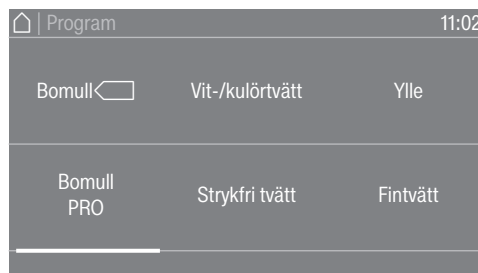 | Program 11:02
Bomull Vit-/kulörtvätt Ylle
Bomull
PRO
Strykfri tvätt Fintvätt